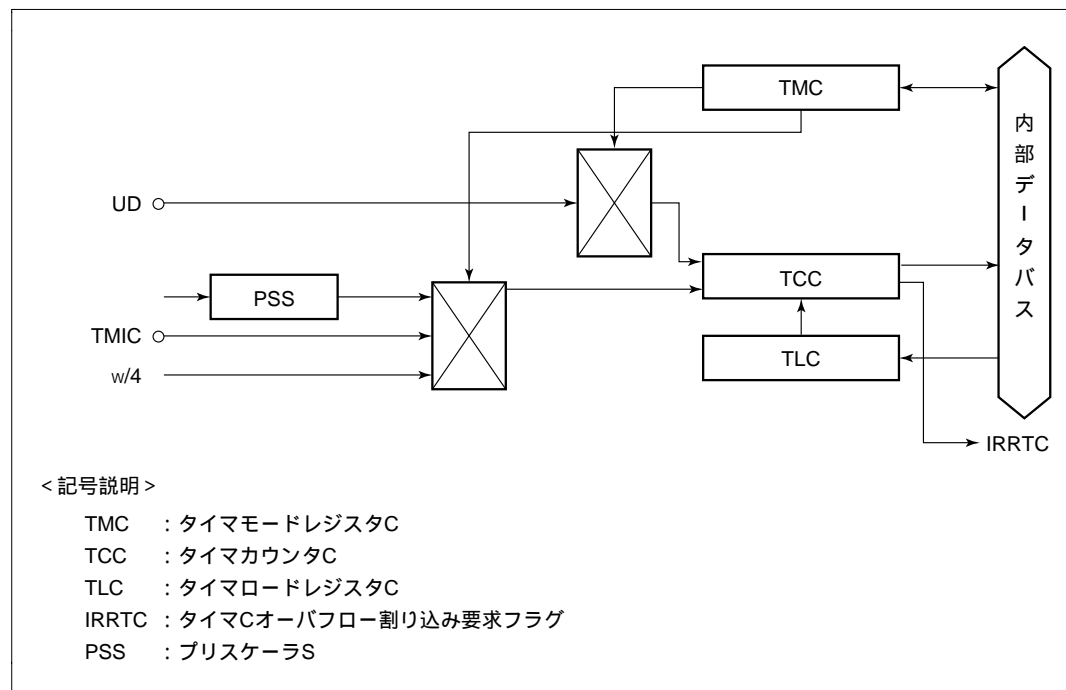 TMC
内部データバス
UD
TCC
PSS
TMIC
TLC
w/4
IRRTC
<記号説明>
TMC :タイマモードレジスタC
TCC :タイマカウンタC
TLC :タイマロードレジスタC
IRRTC :タイマCオーバフロー割り込み要求フラグ
PSS :プリスケーラS